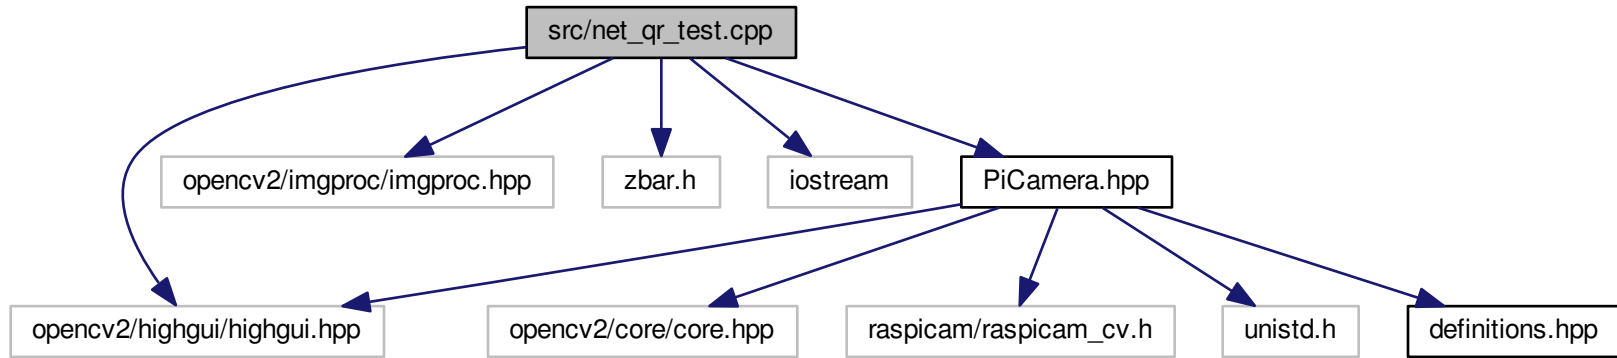 src/net_qr_test.cpp
opencv2/imgproc/imgproc.hpp
zbar.h
iostream
PiCamera.hpp
opencv2/highgui/highgui.hpp
opencv2/core/core.hpp
raspicam/raspicam_cv.h
unistd.h
definitions.hpp